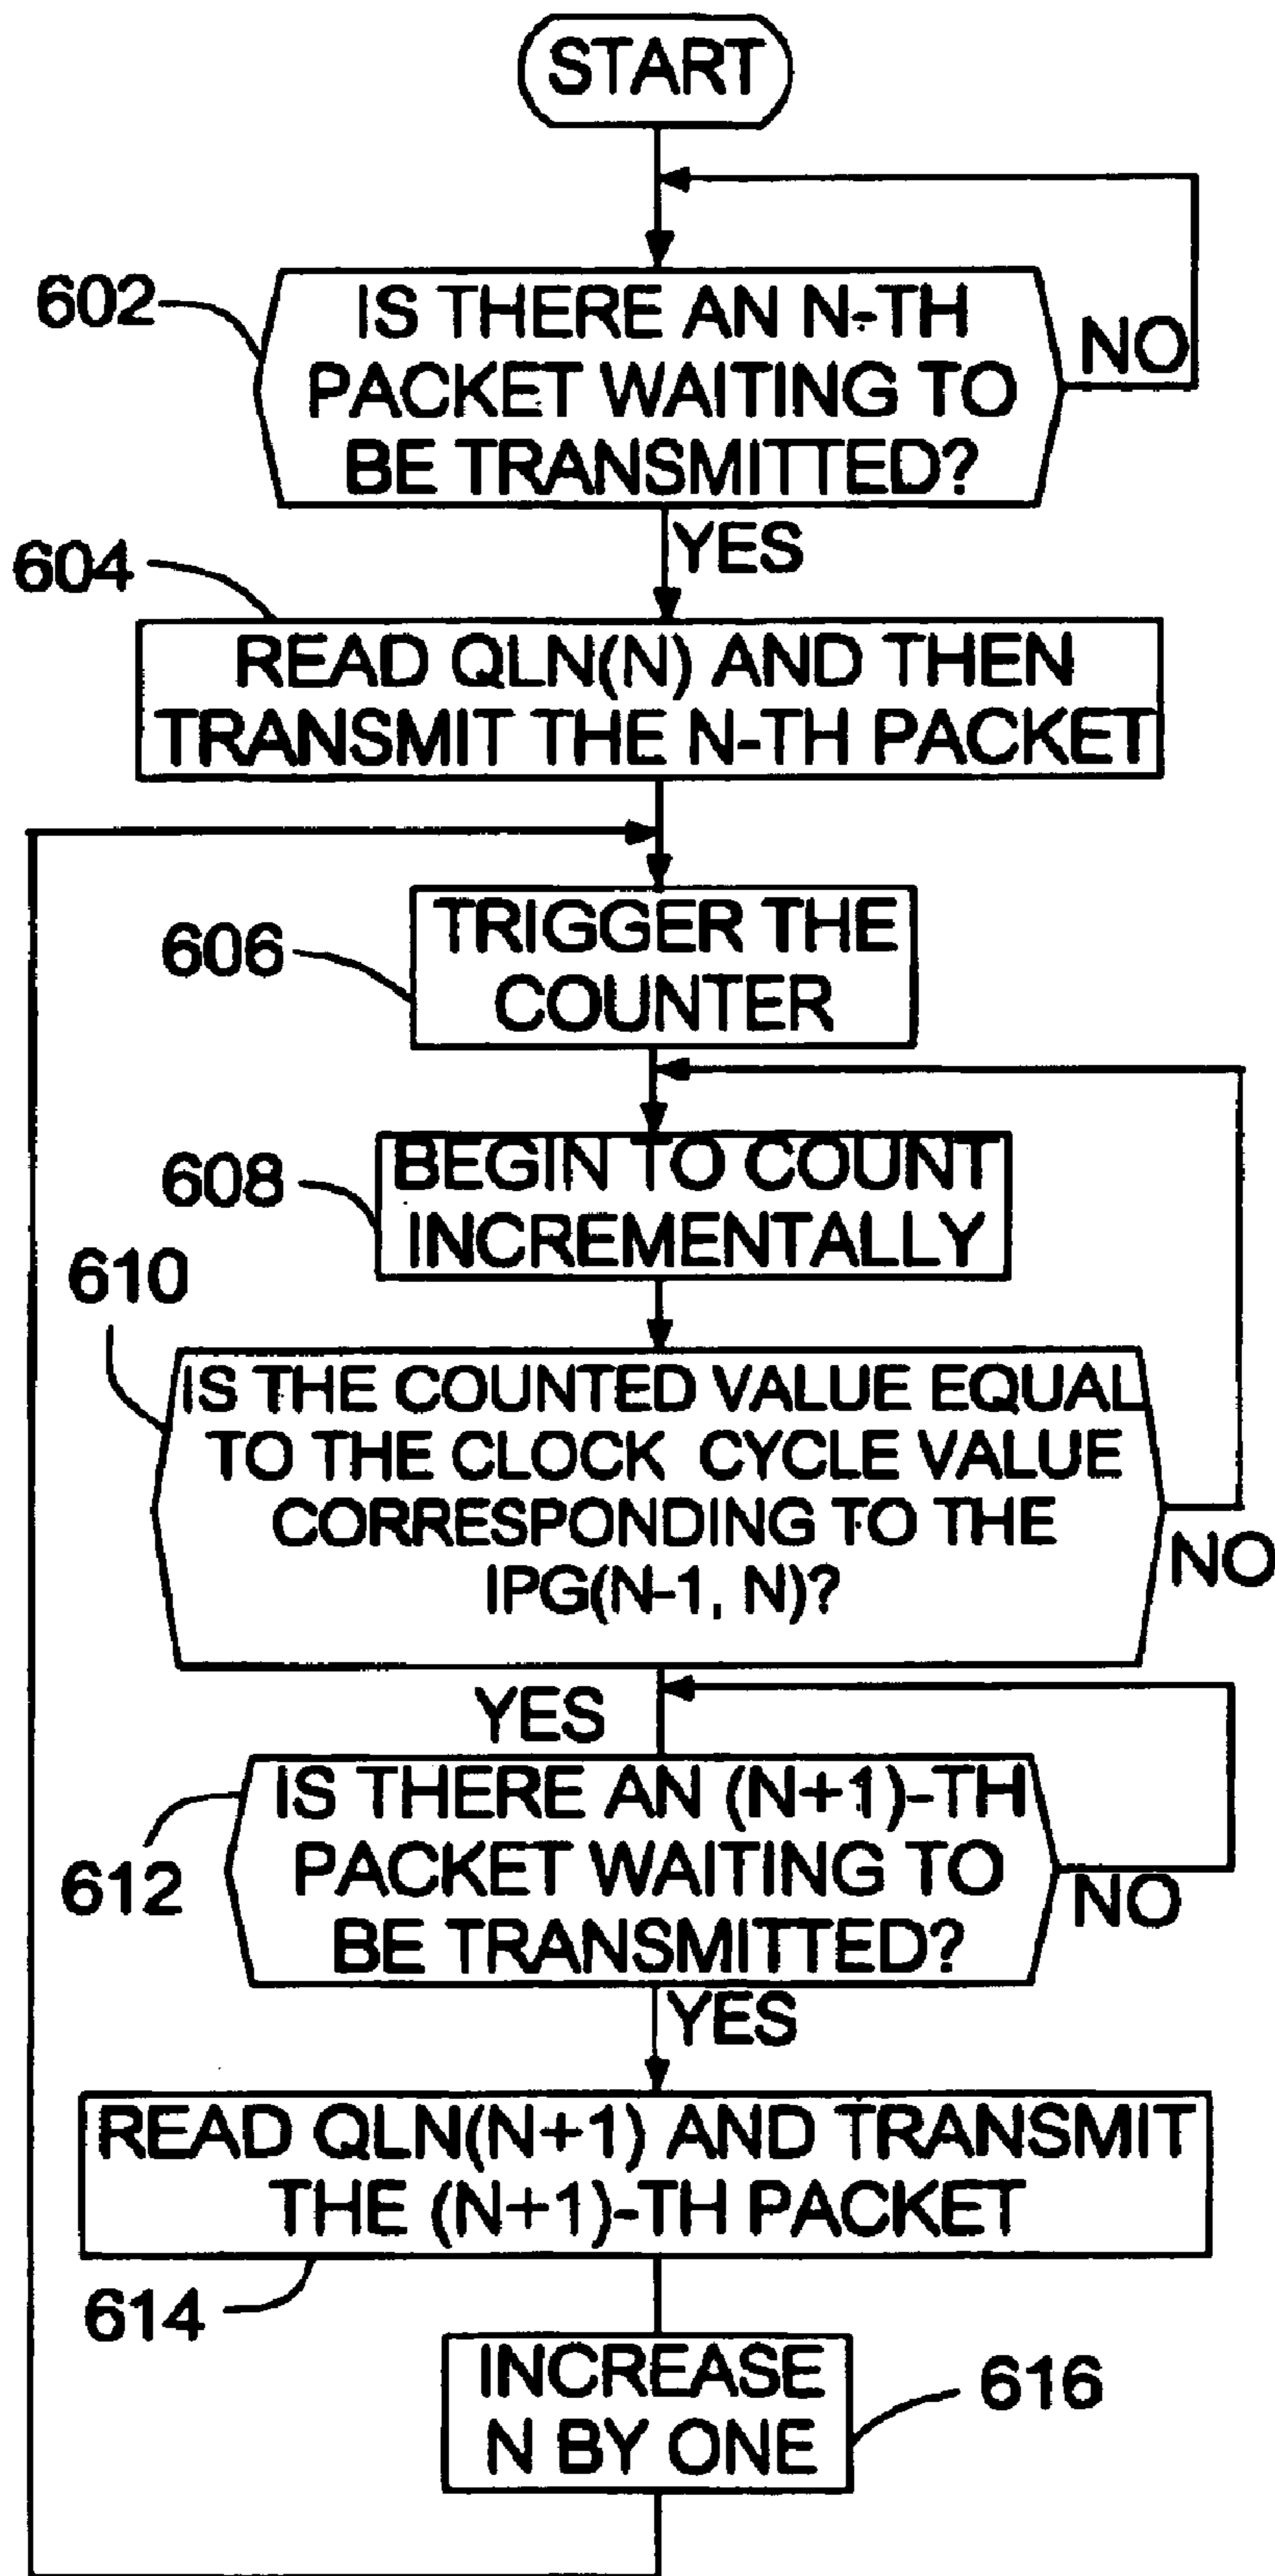 START
602
IS THERE AN N-TH
PACKET WAITING TO
BE TRANSMITTED?
NO
YES
604
READ QLN(N) AND THEN
TRANSMIT THE N-TH PACKET
606
TRIGGER THE
COUNTER
608
BEGIN TO COUNT
INCREMENTALLY
610
IS THE COUNTED VALUE EQUAL
TO THE CLOCK CYCLE VALUE
CORRESPONDING TO THE
IPG(N-1, N)?
NO
YES
612
IS THERE AN (N+1)-TH
PACKET WAITING TO
BE TRANSMITTED?
NO
YES
READ QLN(N+1) AND TRANSMIT
THE (N+1)-TH PACKET
614
INCREASE
N BY ONE
616